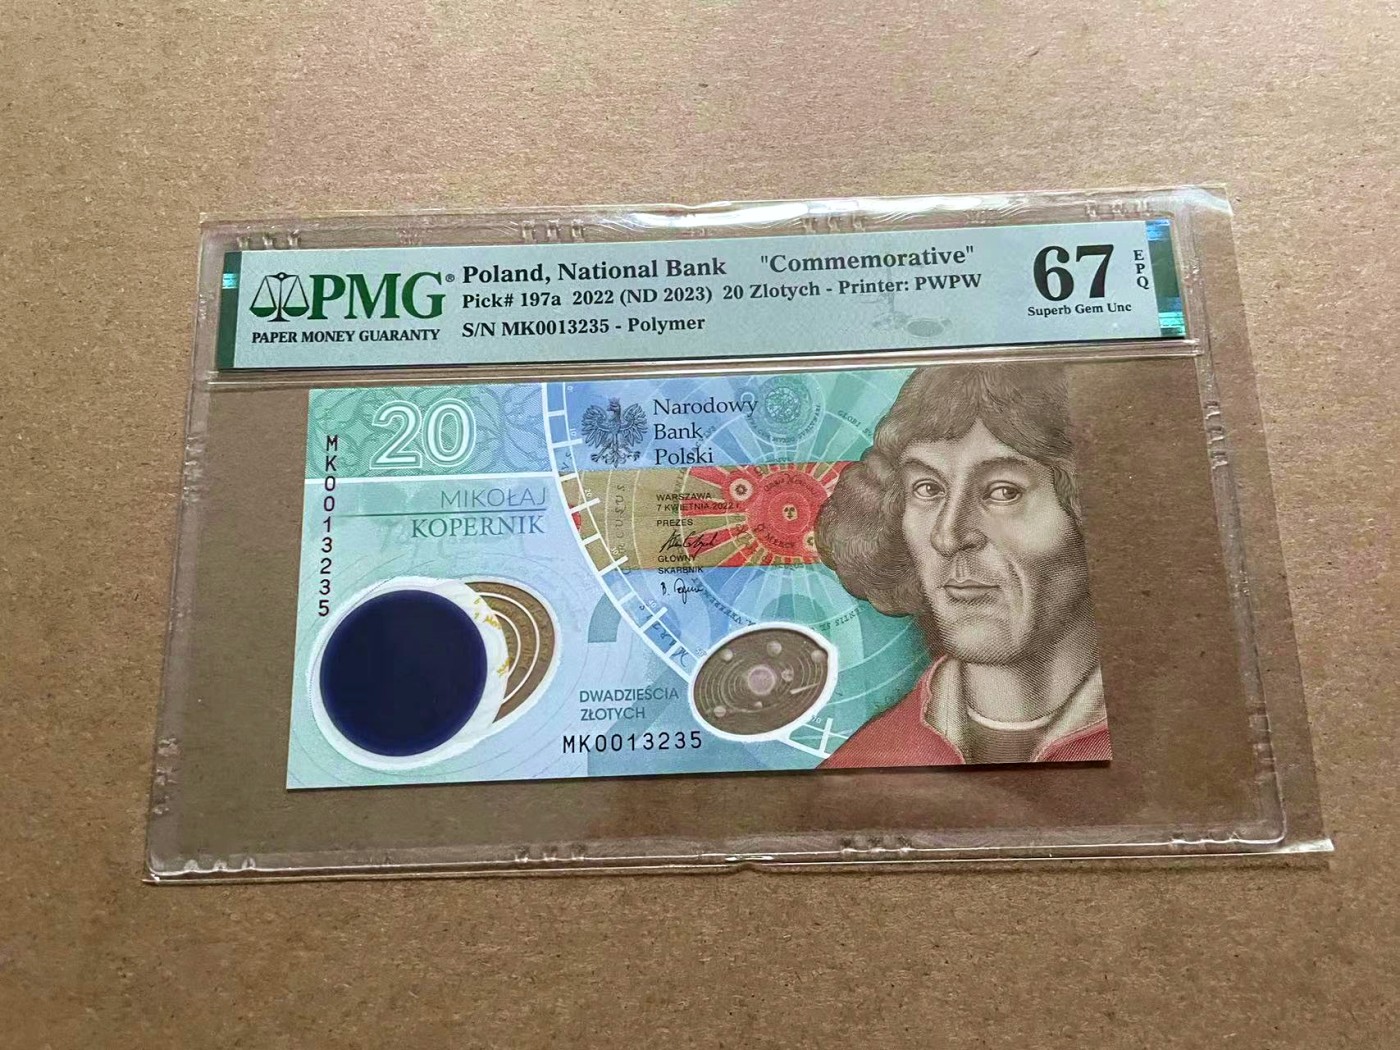 PMG®
PAPER MONEY GUARANTY
Poland, National Bank "Commemorative"
Pick# 197a 2022 (ND 2023) 20 Zlotych - Printer: PWPW
S/N MK0013235 - Polymer
67
EPQ
Superb Gem Unc
20
MK0013235
MIKOŁAJ
KOPERNIK
Narodowy
Bank
Polski
WARSZAWA
7 KWIETNIA 2022 r.
PREZES
GŁÓWNY
SKARBNIK
DWADZIEŚCIA
ZŁOTYCH
MK0013235